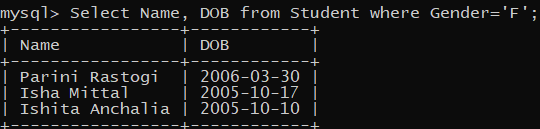 mysql> Select Name, DOB from Student where Gender='F';
+-----------------+------------+
| Name            | DOB        |
+-----------------+------------+
| Parini Rastogi  | 2006-03-30 |
| Isha Mittal     | 2005-10-17 |
| Ishita Anchalia | 2005-10-10 |
+-----------------+------------+